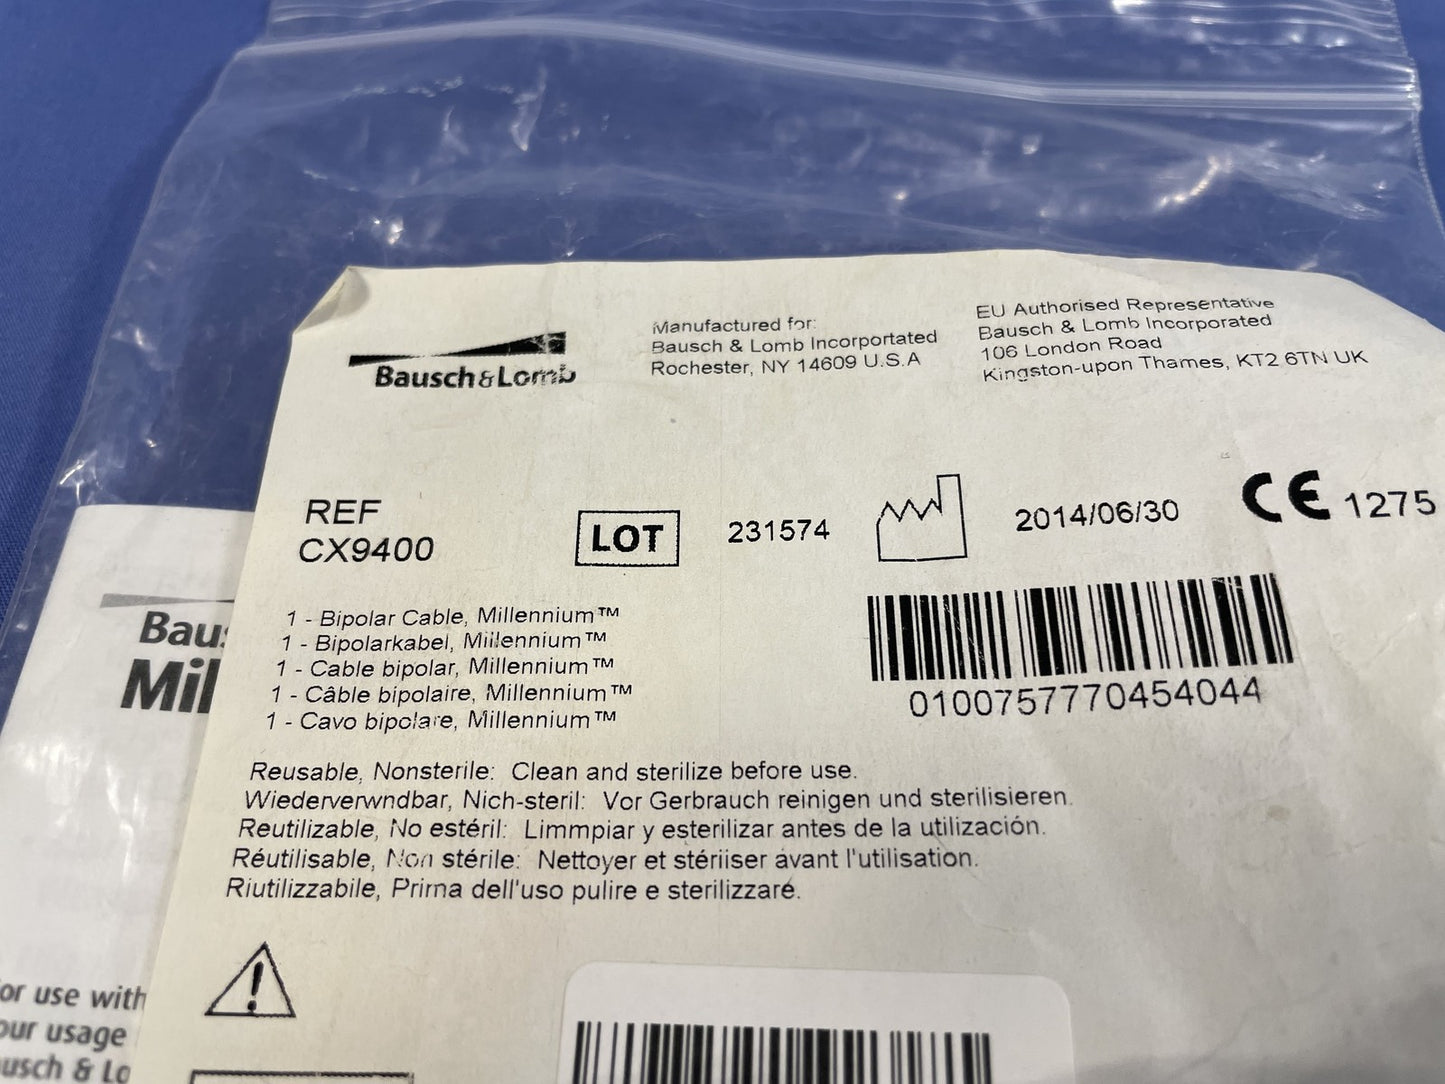 Bausch & Lomb
Manufactured for:
Bausch & Lomb Incorportated
Rochester, NY 14609 U.S.A
EU Authorised Representative
Bausch & Lomb Incorporated
106 London Road
Kingston-upon Thames, KT2 6TN UK
REF
CX9400
LOT
231574
2014/06/30
CE 1275
1 - Bipolar Cable, Millennium™
1 - Bipolarkabel, Millennium™
1 - Cable bipolar, Millennium™
1 - Câble bipolaire, Millennium™
1 - Cavo bipolare, Millennium™
0100757770454044
Reusable, Nonsterile: Clean and sterilize before use.
Wiederverwndbar, Nich-steril: Vor Gerbrauch reinigen und sterilisieren.
Reutilizable, No estéril: Limmpiar y esterilizar antes de la utilización.
Réutilisable, Non stérile: Nettoyer et stériiser avant l'utilisation.
Riutilizzabile, Prima dell'uso pulire e sterilizzare.
Baus
Mil
or use with
our usage
ausch & Lo